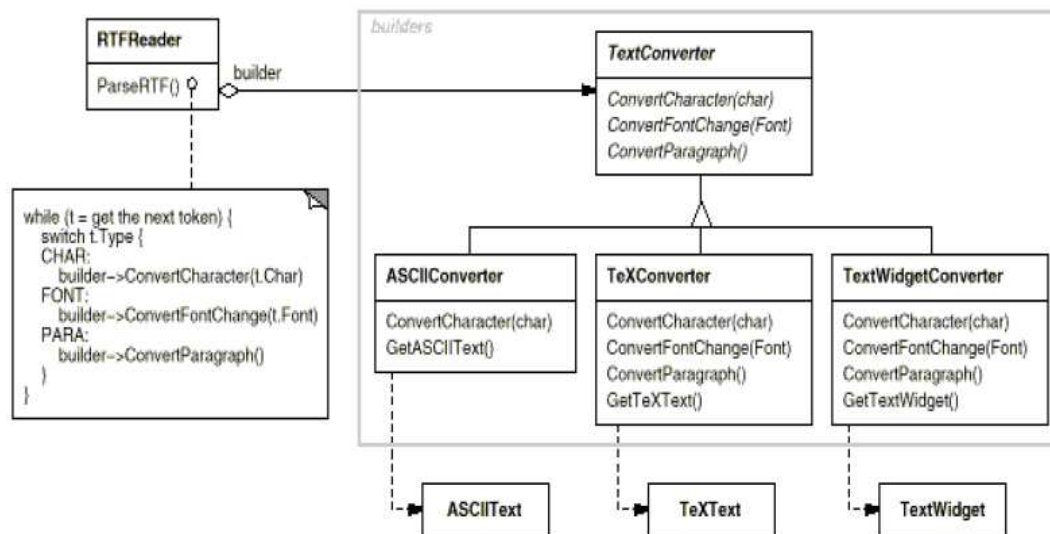 builders
RTFReader
ParseRTF()
builder
TextConverter
ConvertCharacter(char)
ConvertFontChange(Font)
ConvertParagraph()
while (t = get the next token) {
switch t.Type {
CHAR:
builder->ConvertCharacter(t.Char)
FONT:
builder->ConvertFontChange(t.Font)
PARA:
builder->ConvertParagraph()
}
}
ASCIIConverter
ConvertCharacter(char)
GetASCIIText()
TeXConverter
ConvertCharacter(char)
ConvertFontChange(Font)
ConvertParagraph()
GetTeXText()
TextWidgetConverter
ConvertCharacter(char)
ConvertFontChange(Font)
ConvertParagraph()
GetTextWidget()
ASCIIText
TeXText
TextWidget